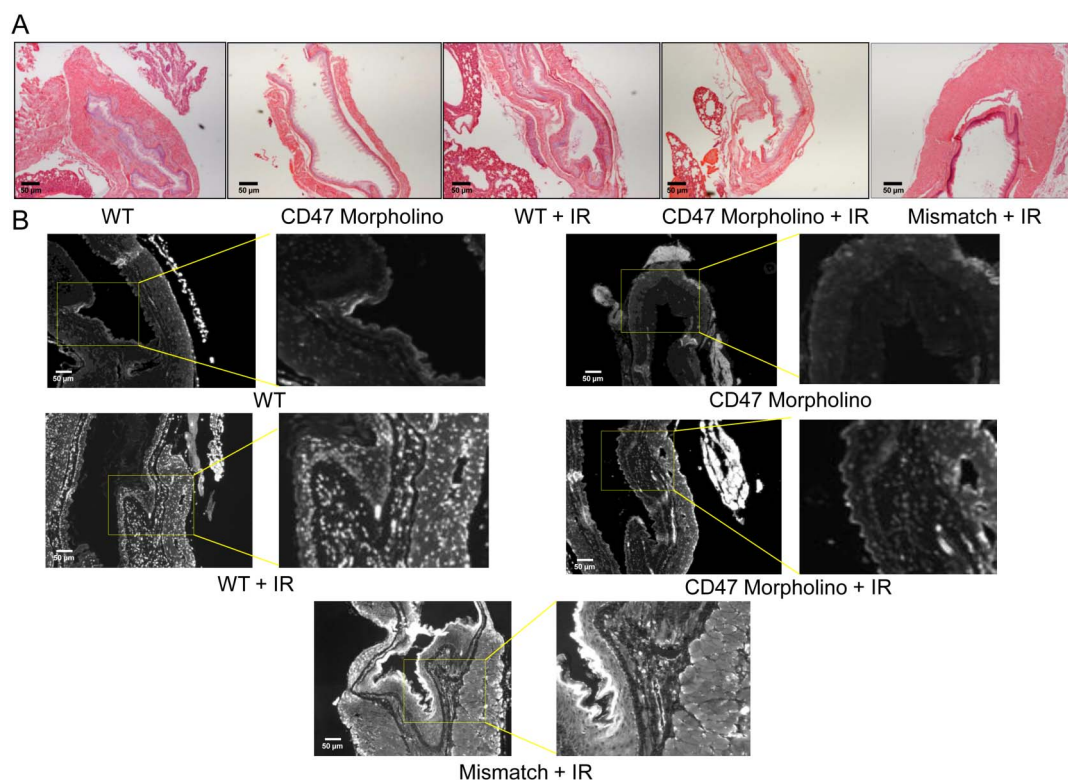 A
50 µm 50 µm 50 µm 50 µm 50 µm
WT CD47 Morpholino WT + IR CD47 Morpholino + IR Mismatch + IR
B
50 µm 50 µm
WT CD47 Morpholino
50 µm 50 µm
WT + IR CD47 Morpholino + IR
50 µm
Mismatch + IR